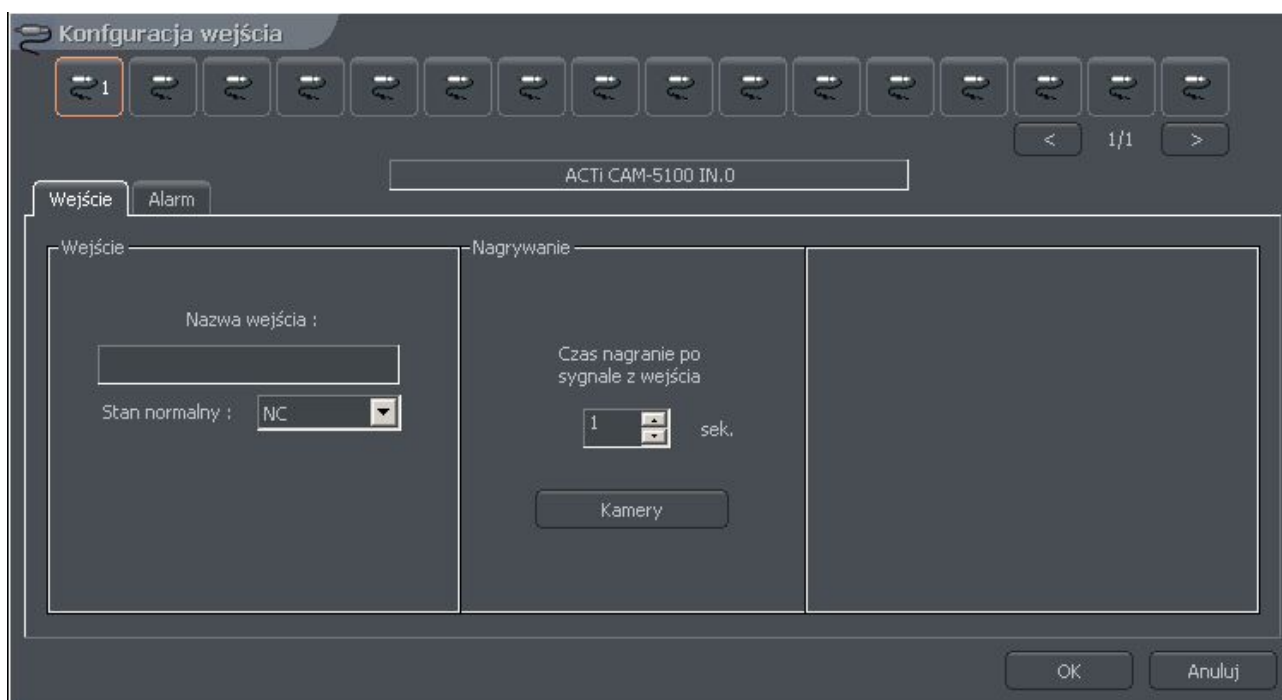 Konfguracja wejścia
1
< 1/1 >
ACTi CAM-5100 IN.0
Wejście Alarm
Wejście
Nazwa wejścia :
Stan normalny : NC
Nagrywanie
Czas nagranie po
sygnale z wejścia
1 sek.
Kamery
OK Anuluj